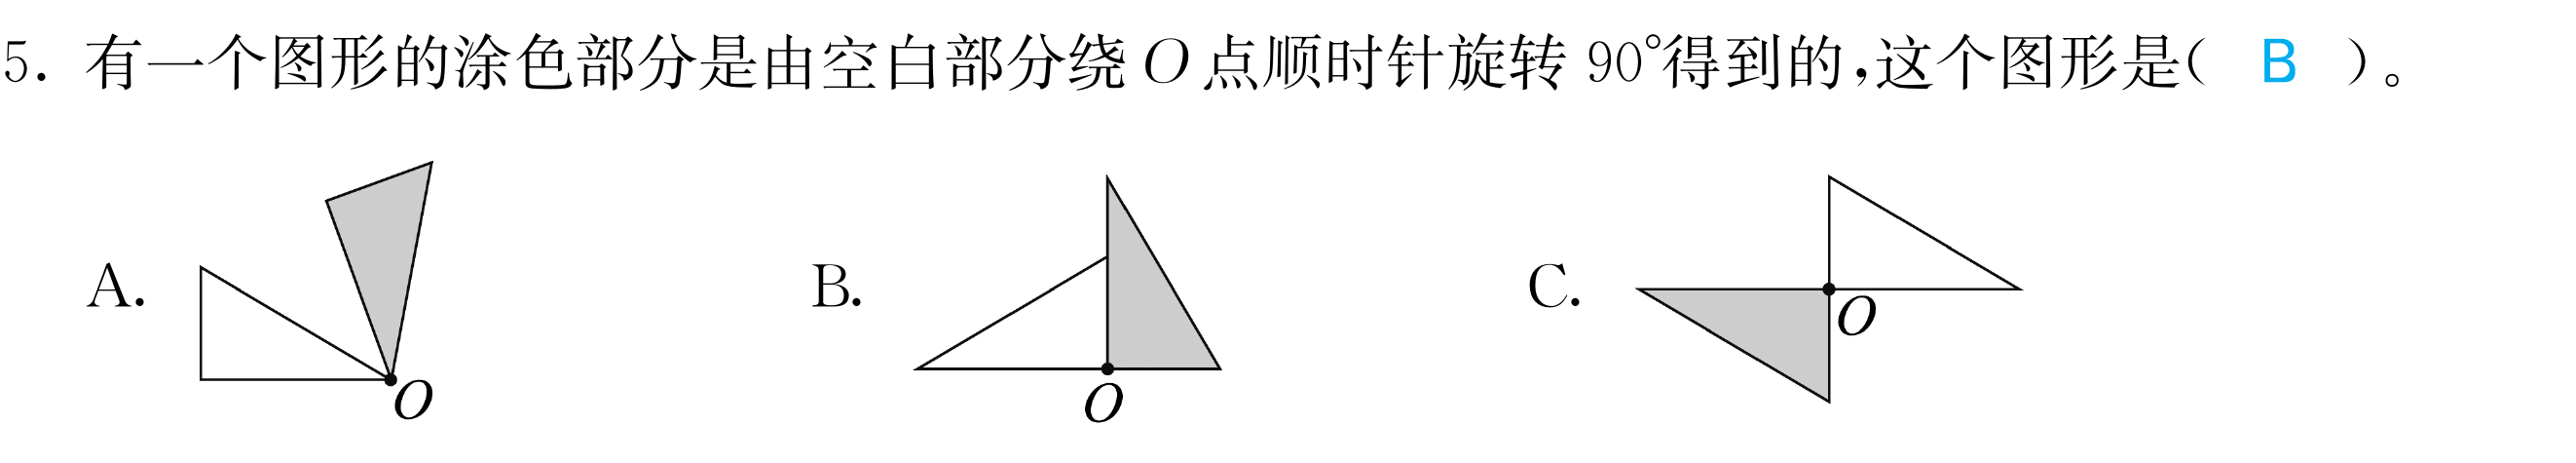 5. 有一个图形的涂色部分是由空白部分绕 O 点顺时针旋转 90°得到的,这个图形是( B )。
A. O B. O C. O